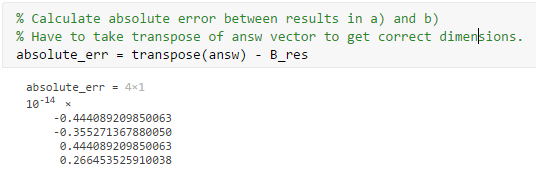 % Calculate absolute error between results in a) and b)
% Have to take transpose of answ vector to get correct dimensions.
absolute_err = transpose(answ) - B_res
absolute_err = 4×1
10-14 ×
-0.444089209850063
-0.355271367880050
0.444089209850063
0.266453525910038